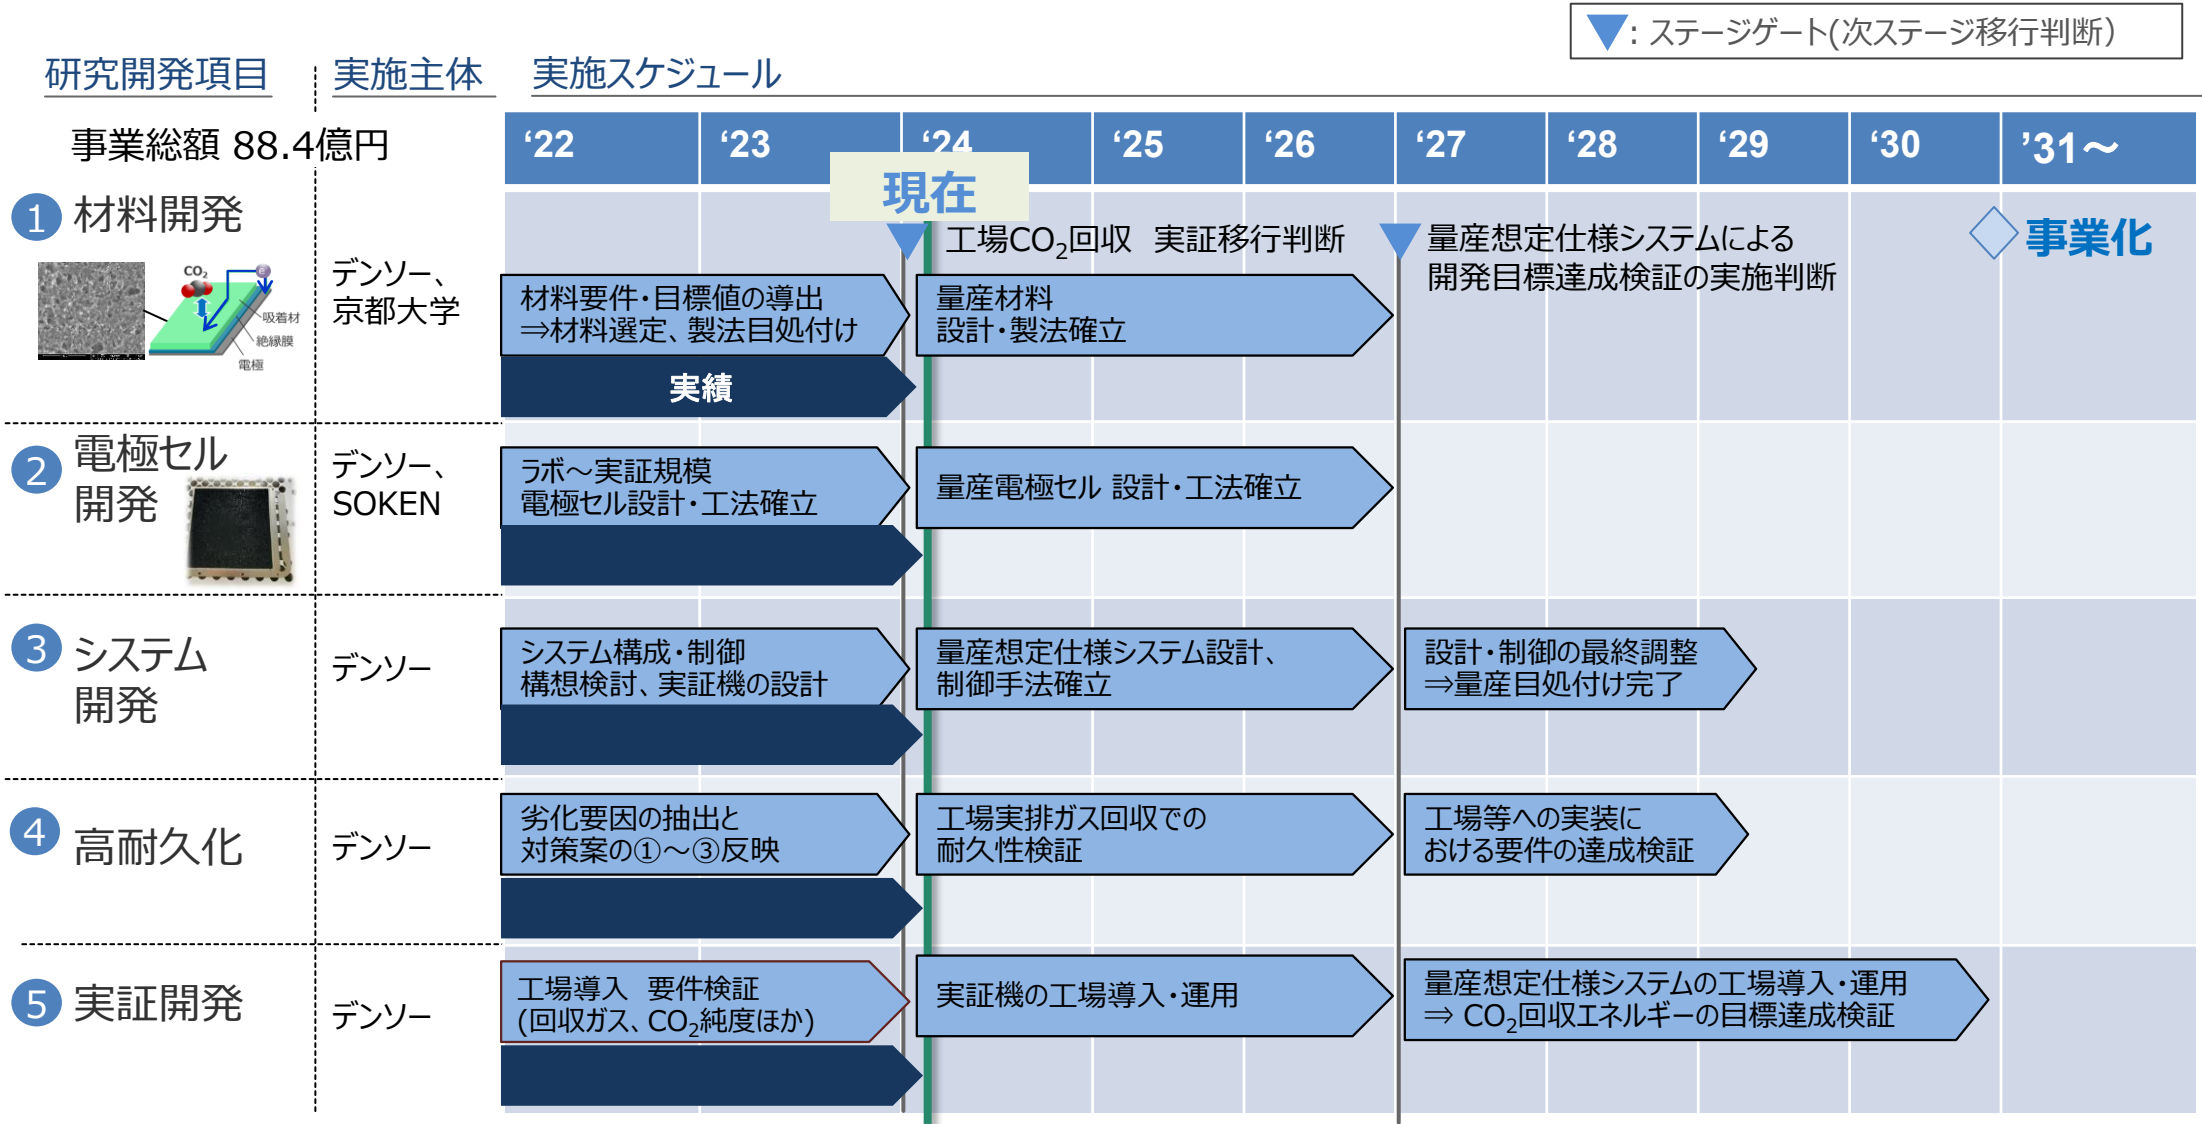 : ステージゲート(次ステージ移行判断)
研究開発項目
実施主体
実施スケジュール
事業総額 88.4億円
‘22
‘23
‘24
‘25
‘26
‘27
‘28
‘29
‘30
’31～
現在
1 材料開発
CO2
e-
吸着材
絶縁膜
電極
デンソー、
京都大学
工場CO2回収　実証移行判断
量産想定仕様システムによる
開発目標達成検証の実施判断
事業化
材料要件・目標値の導出
⇒材料選定、製法目処付け
量産材料
設計・製法確立
実績
2 電極セル
開発
デンソー、
SOKEN
ラボ～実証規模
電極セル設計・工法確立
量産電極セル 設計・工法確立
3 システム
開発
デンソー
システム構成・制御
構想検討、実証機の設計
量産想定仕様システム設計、
制御手法確立
設計・制御の最終調整
⇒量産目処付け完了
4 高耐久化
デンソー
劣化要因の抽出と
対策案の①～③反映
工場実排ガス回収での
耐久性検証
工場等への実装に
おける要件の達成検証
5 実証開発
デンソー
工場導入　要件検証
(回収ガス、CO2純度ほか)
実証機の工場導入・運用
量産想定仕様システムの工場導入・運用
⇒ CO2回収エネルギーの目標達成検証